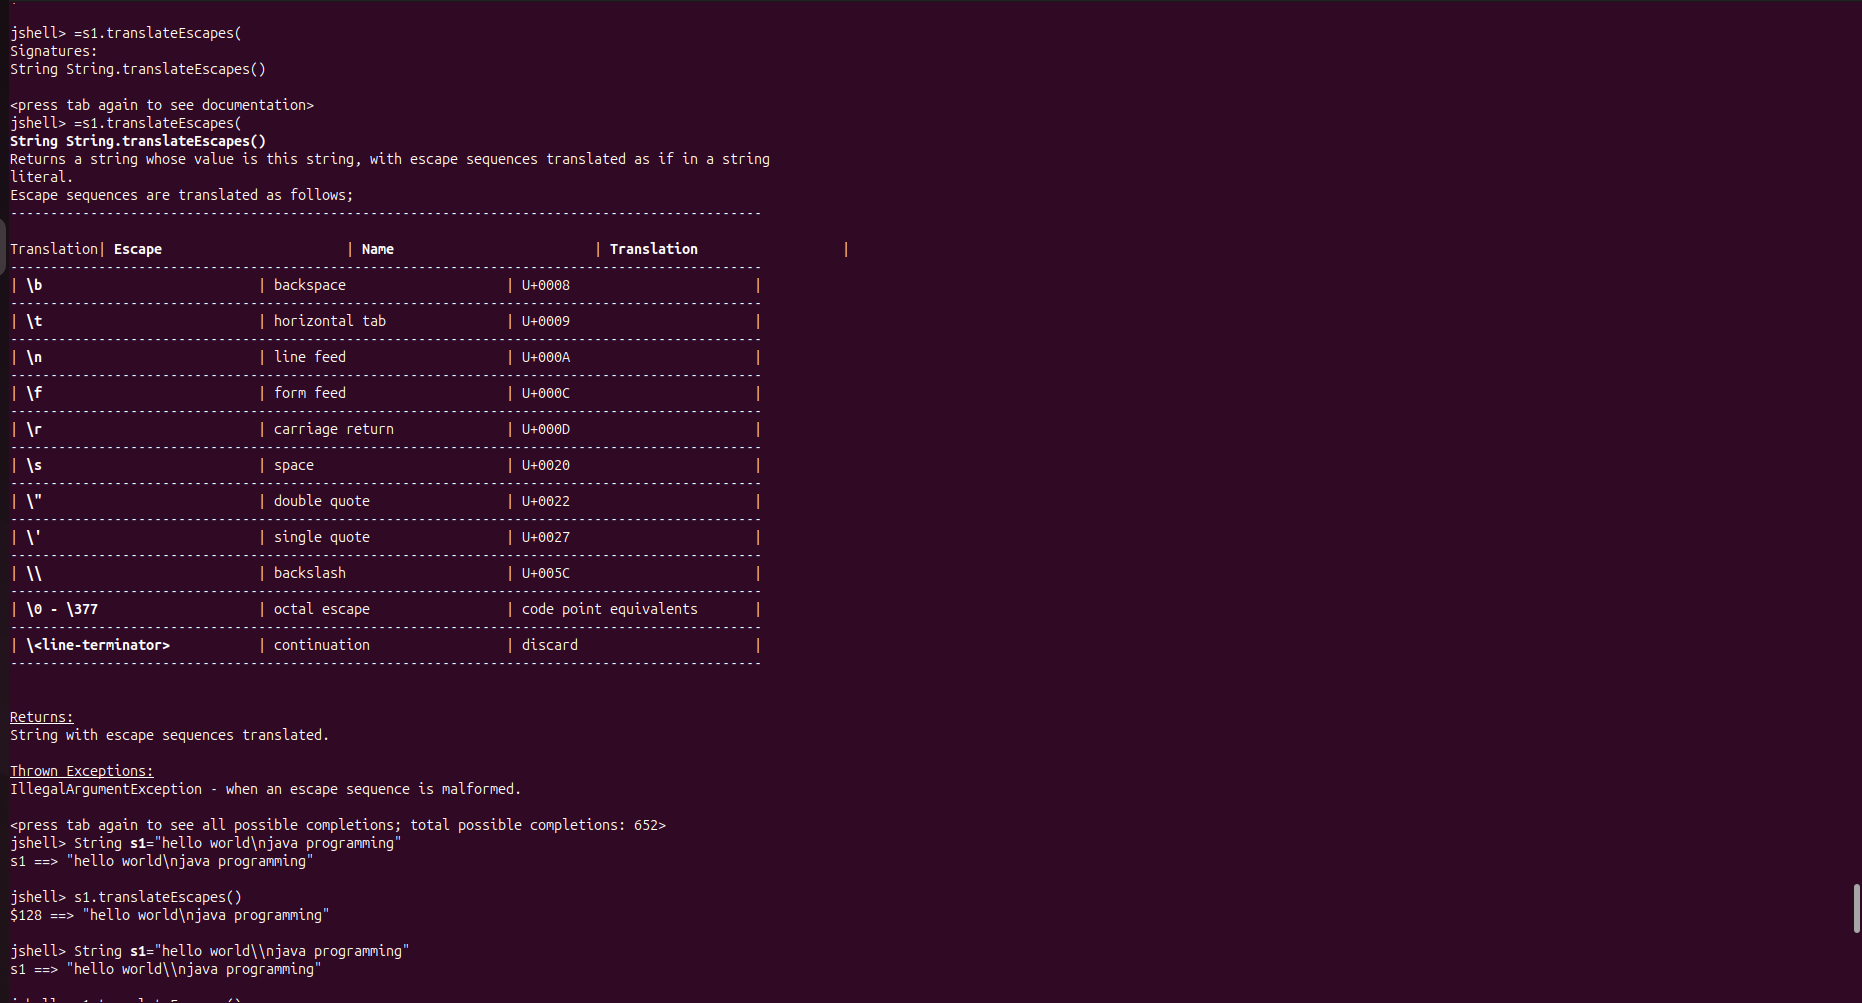 jshell> =s1.translateEscapes(
Signatures:
String String.translateEscapes()
<press tab again to see documentation>
jshell> =s1.translateEscapes(
String String.translateEscapes()
Returns a string whose value is this string, with escape sequences translated as if in a string
literal.
Escape sequences are translated as follows;
----------------------------------------------------------------------------------------------
Translation| Escape                       | Name                         | Translation                  |
----------------------------------------------------------------------------------------------
| \b                           | backspace                    | U+0008                       |
----------------------------------------------------------------------------------------------
| \t                           | horizontal tab               | U+0009                       |
----------------------------------------------------------------------------------------------
| \n                           | line feed                    | U+000A                       |
----------------------------------------------------------------------------------------------
| \f                           | form feed                    | U+000C                       |
----------------------------------------------------------------------------------------------
| \r                           | carriage return              | U+000D                       |
----------------------------------------------------------------------------------------------
| \s                           | space                        | U+0020                       |
----------------------------------------------------------------------------------------------
| \"                           | double quote                 | U+0022                       |
----------------------------------------------------------------------------------------------
| \'                           | single quote                 | U+0027                       |
----------------------------------------------------------------------------------------------
| \\                           | backslash                    | U+005C                       |
----------------------------------------------------------------------------------------------
| \0 - \377                    | octal escape                 | code point equivalents       |
----------------------------------------------------------------------------------------------
| \<line-terminator>           | continuation                 | discard                      |
----------------------------------------------------------------------------------------------
Returns:
String with escape sequences translated.
Thrown Exceptions:
IllegalArgumentException - when an escape sequence is malformed.
<press tab again to see all possible completions; total possible completions: 652>
jshell> String s1="hello world\njava programming"
s1 ==> "hello world\njava programming"
jshell> s1.translateEscapes()
$128 ==> "hello world\njava programming"
jshell> String s1="hello world\\njava programming"
s1 ==> "hello world\\njava programming"